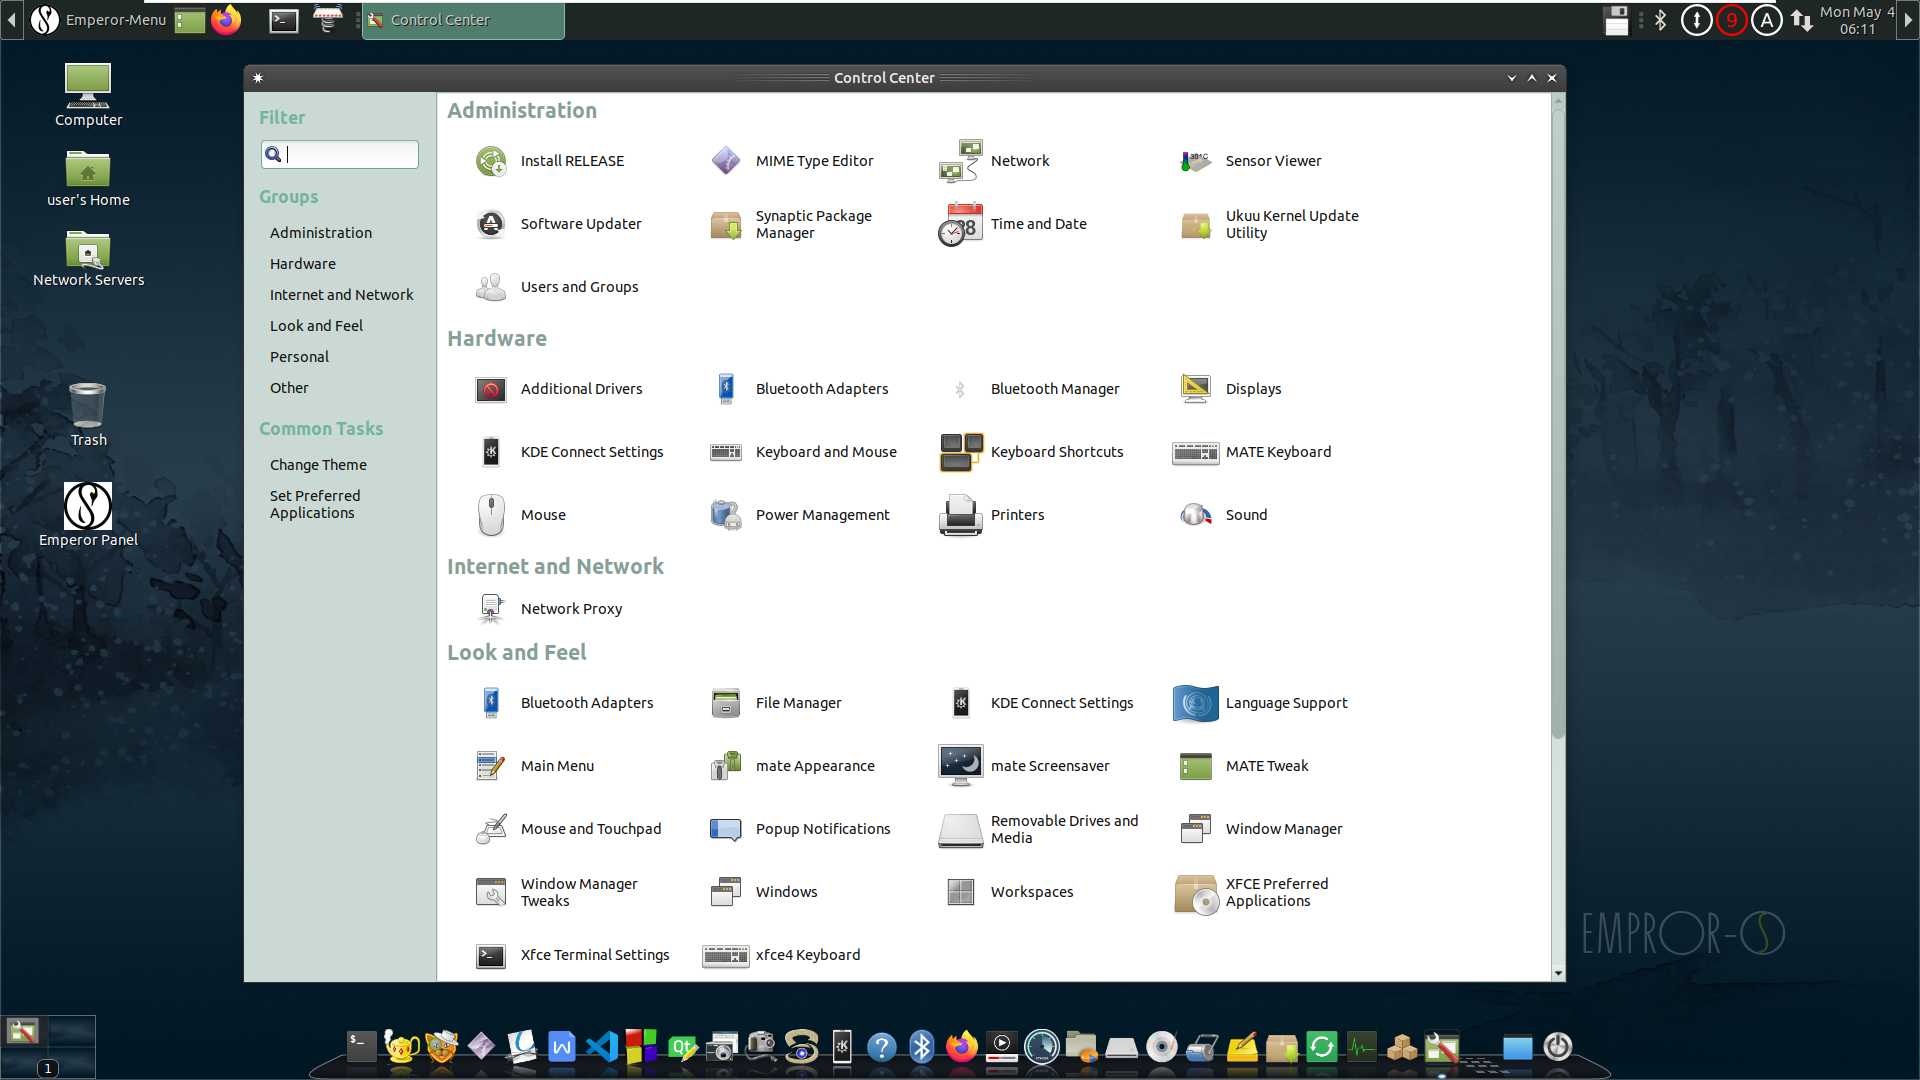 Emperor-Menu
Control Center
9
A
Mon May 4
06:11
Computer
user's Home
Network Servers
Trash
Emperor Panel
Control Center
Filter
Groups
Administration
Hardware
Internet and Network
Look and Feel
Personal
Other
Common Tasks
Change Theme
Set Preferred
Applications
Administration
Install RELEASE
MIME Type Editor
Network
Sensor Viewer
Software Updater
Synaptic Package
Manager
Time and Date
Ukuu Kernel Update
Utility
Users and Groups
Hardware
Additional Drivers
Bluetooth Adapters
Bluetooth Manager
Displays
KDE Connect Settings
Keyboard and Mouse
Keyboard Shortcuts
MATE Keyboard
Mouse
Power Management
Printers
Sound
Internet and Network
Network Proxy
Look and Feel
Bluetooth Adapters
File Manager
KDE Connect Settings
Language Support
Main Menu
mate Appearance
mate Screensaver
MATE Tweak
Mouse and Touchpad
Popup Notifications
Removable Drives and
Media
Window Manager
Window Manager
Tweaks
Windows
Workspaces
XFCE Preferred
Applications
Xfce Terminal Settings
xfce4 Keyboard
EMPROR-OS
1